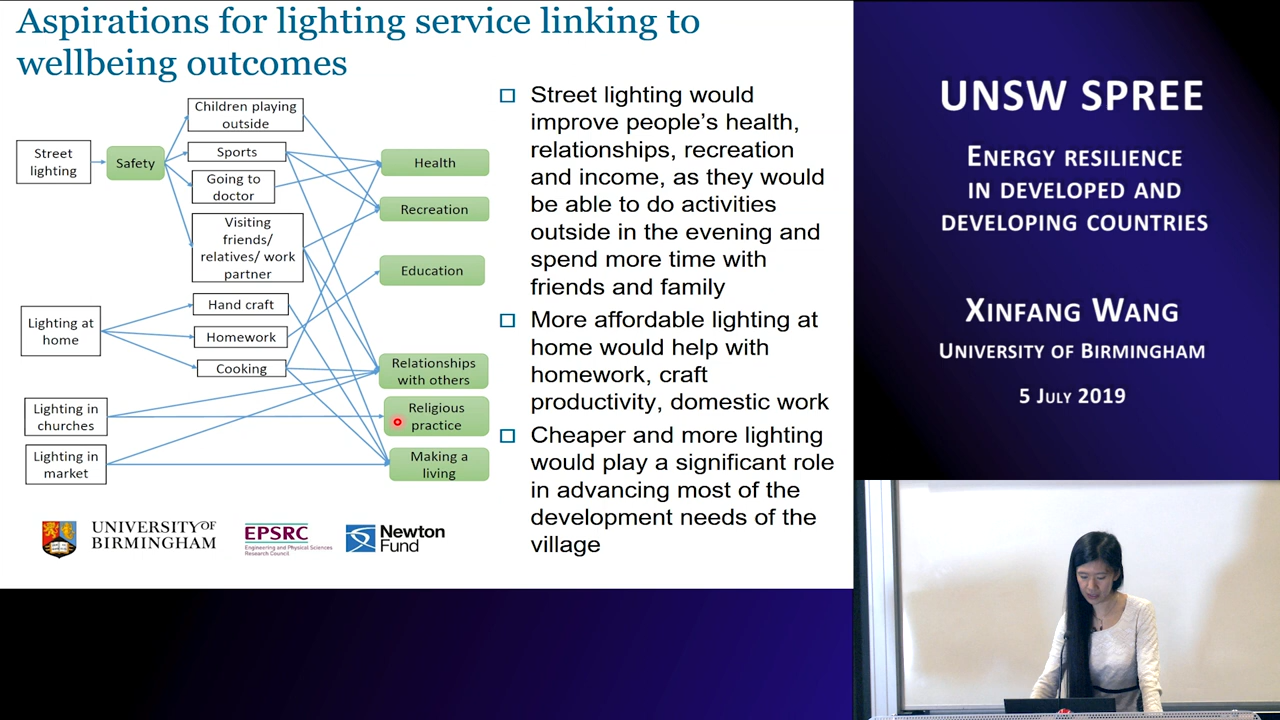 Aspirations for lighting service linking to
wellbeing outcomes
Children playing
outside
Street
lighting
Safety
Sports
Going to
doctor
Visiting
friends/
relatives/ work
partner
Health
Recreation
Education
Lighting at
home
Hand craft
Homework
Cooking
Relationships
with others
Lighting in
churches
Religious
practice
Lighting in
market
Making a
living
Street lighting would
improve people's health,
relationships, recreation
and income, as they would
be able to do activities
outside in the evening and
spend more time with
friends and family
More affordable lighting at
home would help with
homework, craft
productivity, domestic work
Cheaper and more lighting
would play a significant role
in advancing most of the
development needs of the
village
UNIVERSITY OF
BIRMINGHAM
EPSRC
Engineering and Physical Sciences
Research Council
Newton
Fund
UNSW SPREE
ENERGY RESILIENCE
IN DEVELOPED AND
DEVELOPING COUNTRIES
XINFANG WANG
UNIVERSITY OF BIRMINGHAM
5 JULY 2019